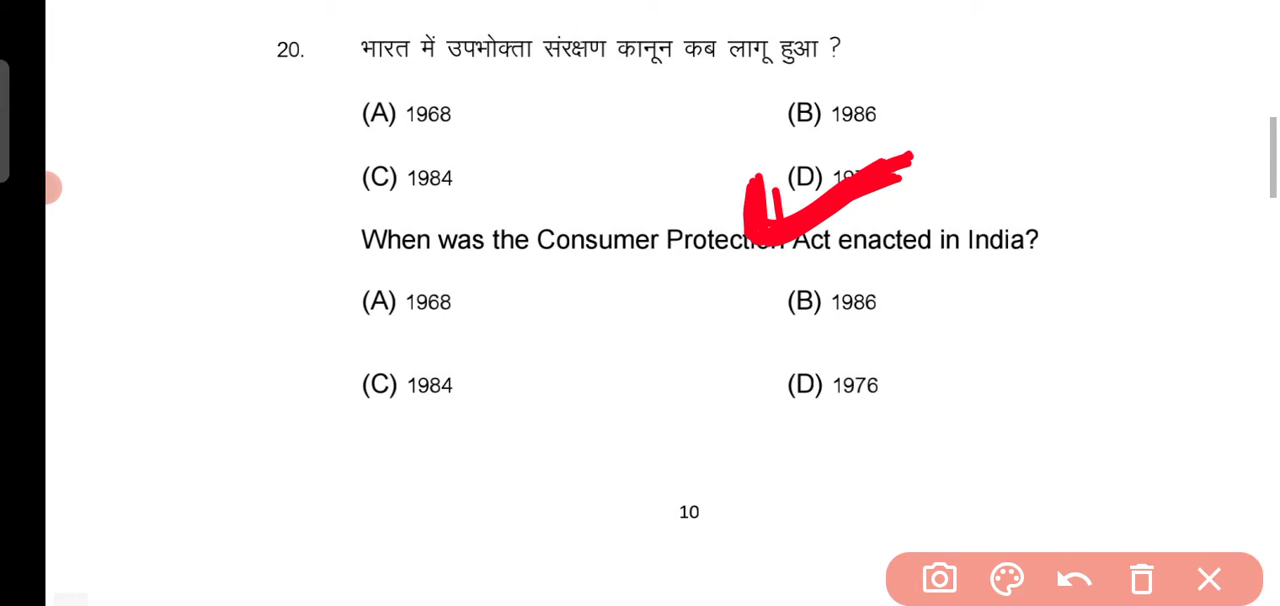 20. भारत में उपभोक्ता संरक्षण कानून कब लागू हुआ ?
(A) 1968 (B) 1986
(C) 1984 (D)
When was the Consumer Protection Act enacted in India?
(A) 1968 (B) 1986
(C) 1984 (D) 1976
10